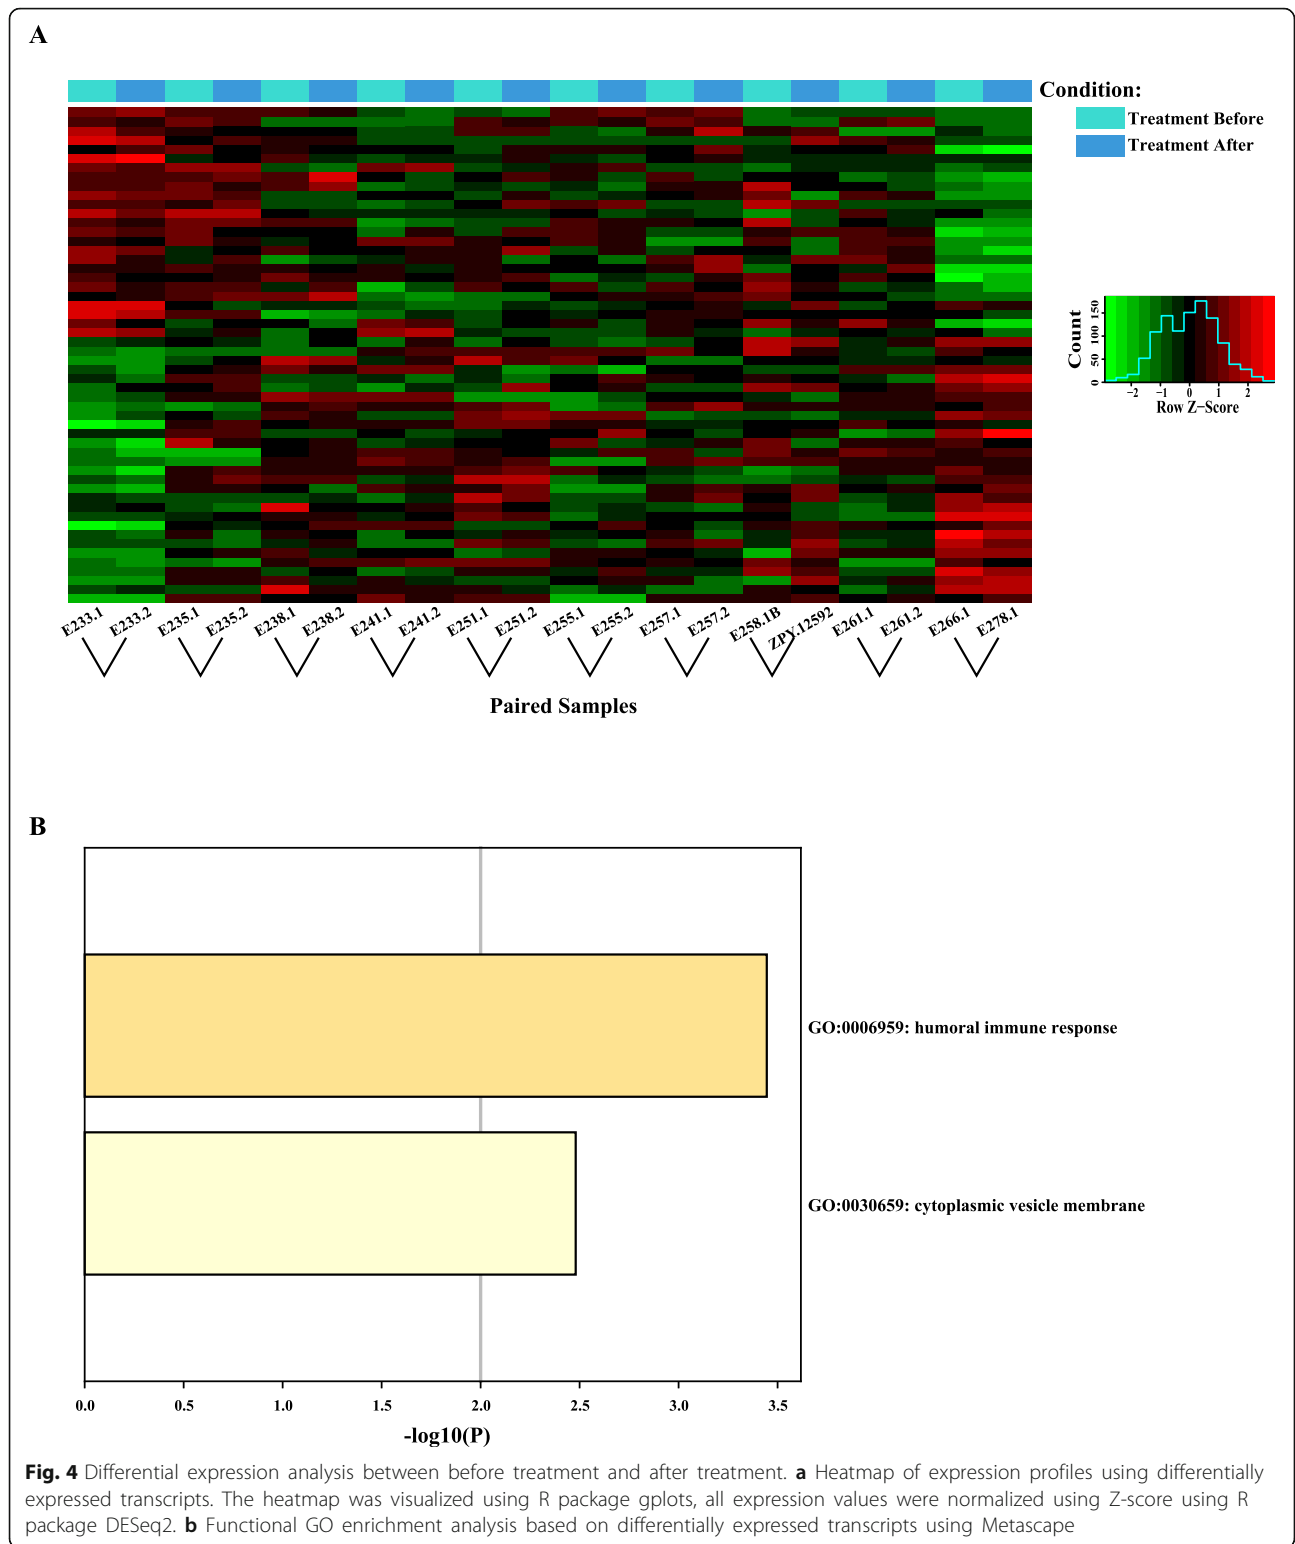 A
Condition:
Treatment Before
Treatment After
Count
0 50 100 150
−2 −1 0 1 2
Row Z−Score
E233.1 E233.2 E235.1 E235.2 E238.1 E238.2 E241.1 E241.2 E251.1 E251.2 E255.1 E255.2 E257.1 E257.2 E258.1B ZPY.12592 E261.1 E261.2 E266.1 E278.1
Paired Samples
B
GO:0006959: humoral immune response
GO:0030659: cytoplasmic vesicle membrane
0.0 0.5 1.0 1.5 2.0 2.5 3.0 3.5
-log10(P)
Fig. 4 Differential expression analysis between before treatment and after treatment. a Heatmap of expression profiles using differentially
expressed transcripts. The heatmap was visualized using R package gplots, all expression values were normalized using Z-score using R
package DESeq2. b Functional GO enrichment analysis based on differentially expressed transcripts using Metascape